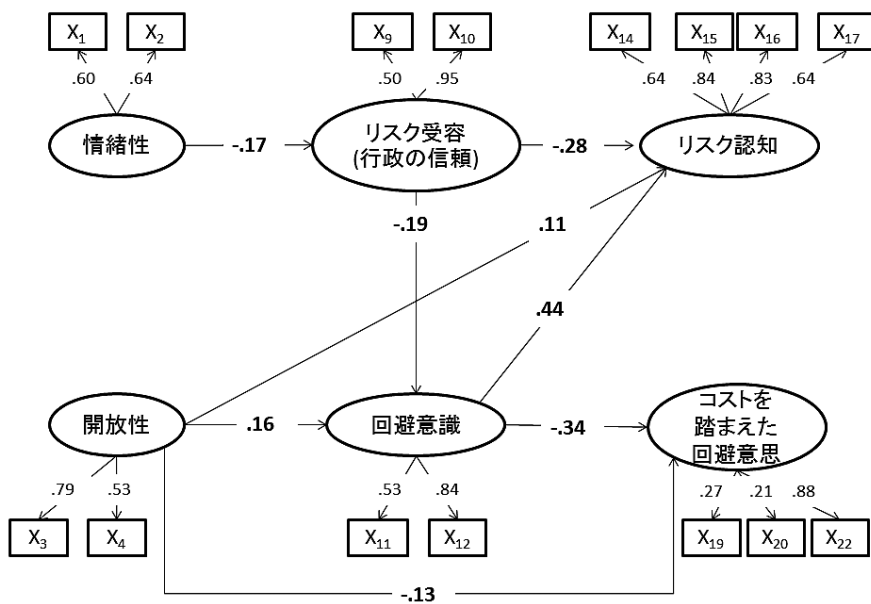 X₁ X₂ X₉ X₁₀ X₁₄ X₁₅ X₁₆ X₁₇
.60 .64 .50 .95 .64 .84 .83 .64
情緒性 -.17 リスク受容 -.28 リスク認知
(行政の信頼)
-.19 .11
.44
開放性 .16 回避意識 -.34 コストを
踏まえた
回避意思
.79 .53 .53 .84 .27 .21 .88
X₃ X₄ X₁₁ X₁₂ X₁₉ X₂₀ X₂₂
-.13